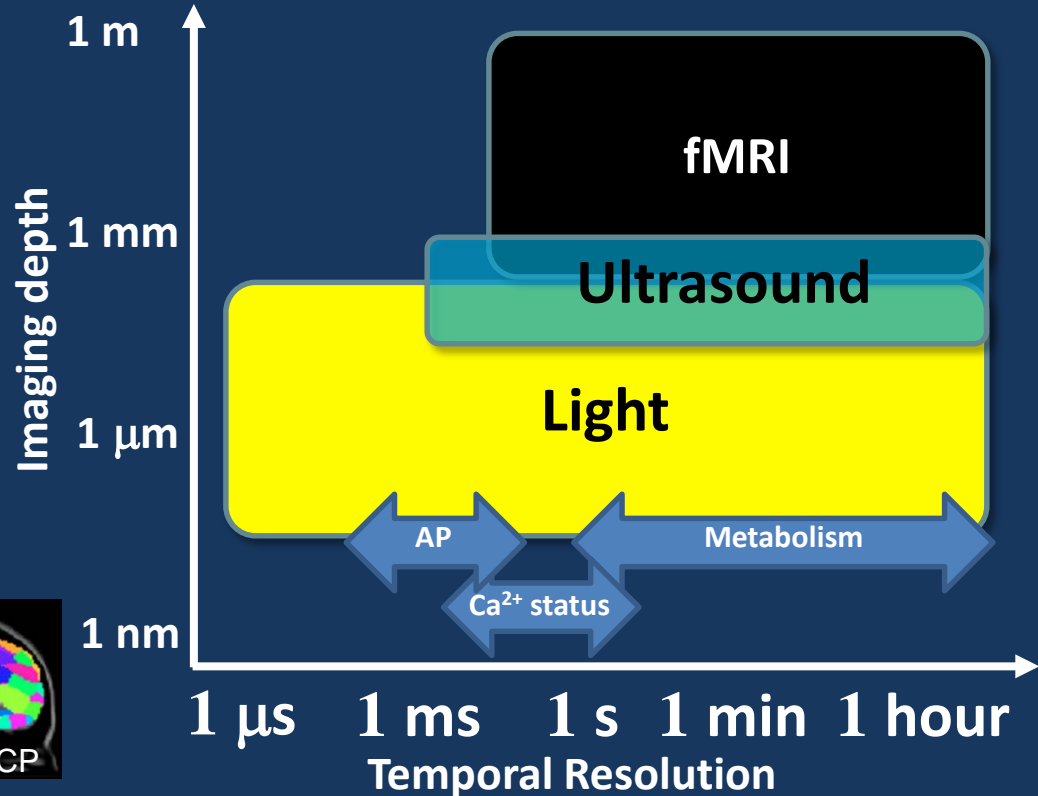 1 m
fMRI
1 mm
Ultrasound
Imaging depth
Light
1 μm
AP
Metabolism
Ca²⁺ status
1 nm
CP
1 μs 1 ms 1 s 1 min 1 hour
Temporal Resolution